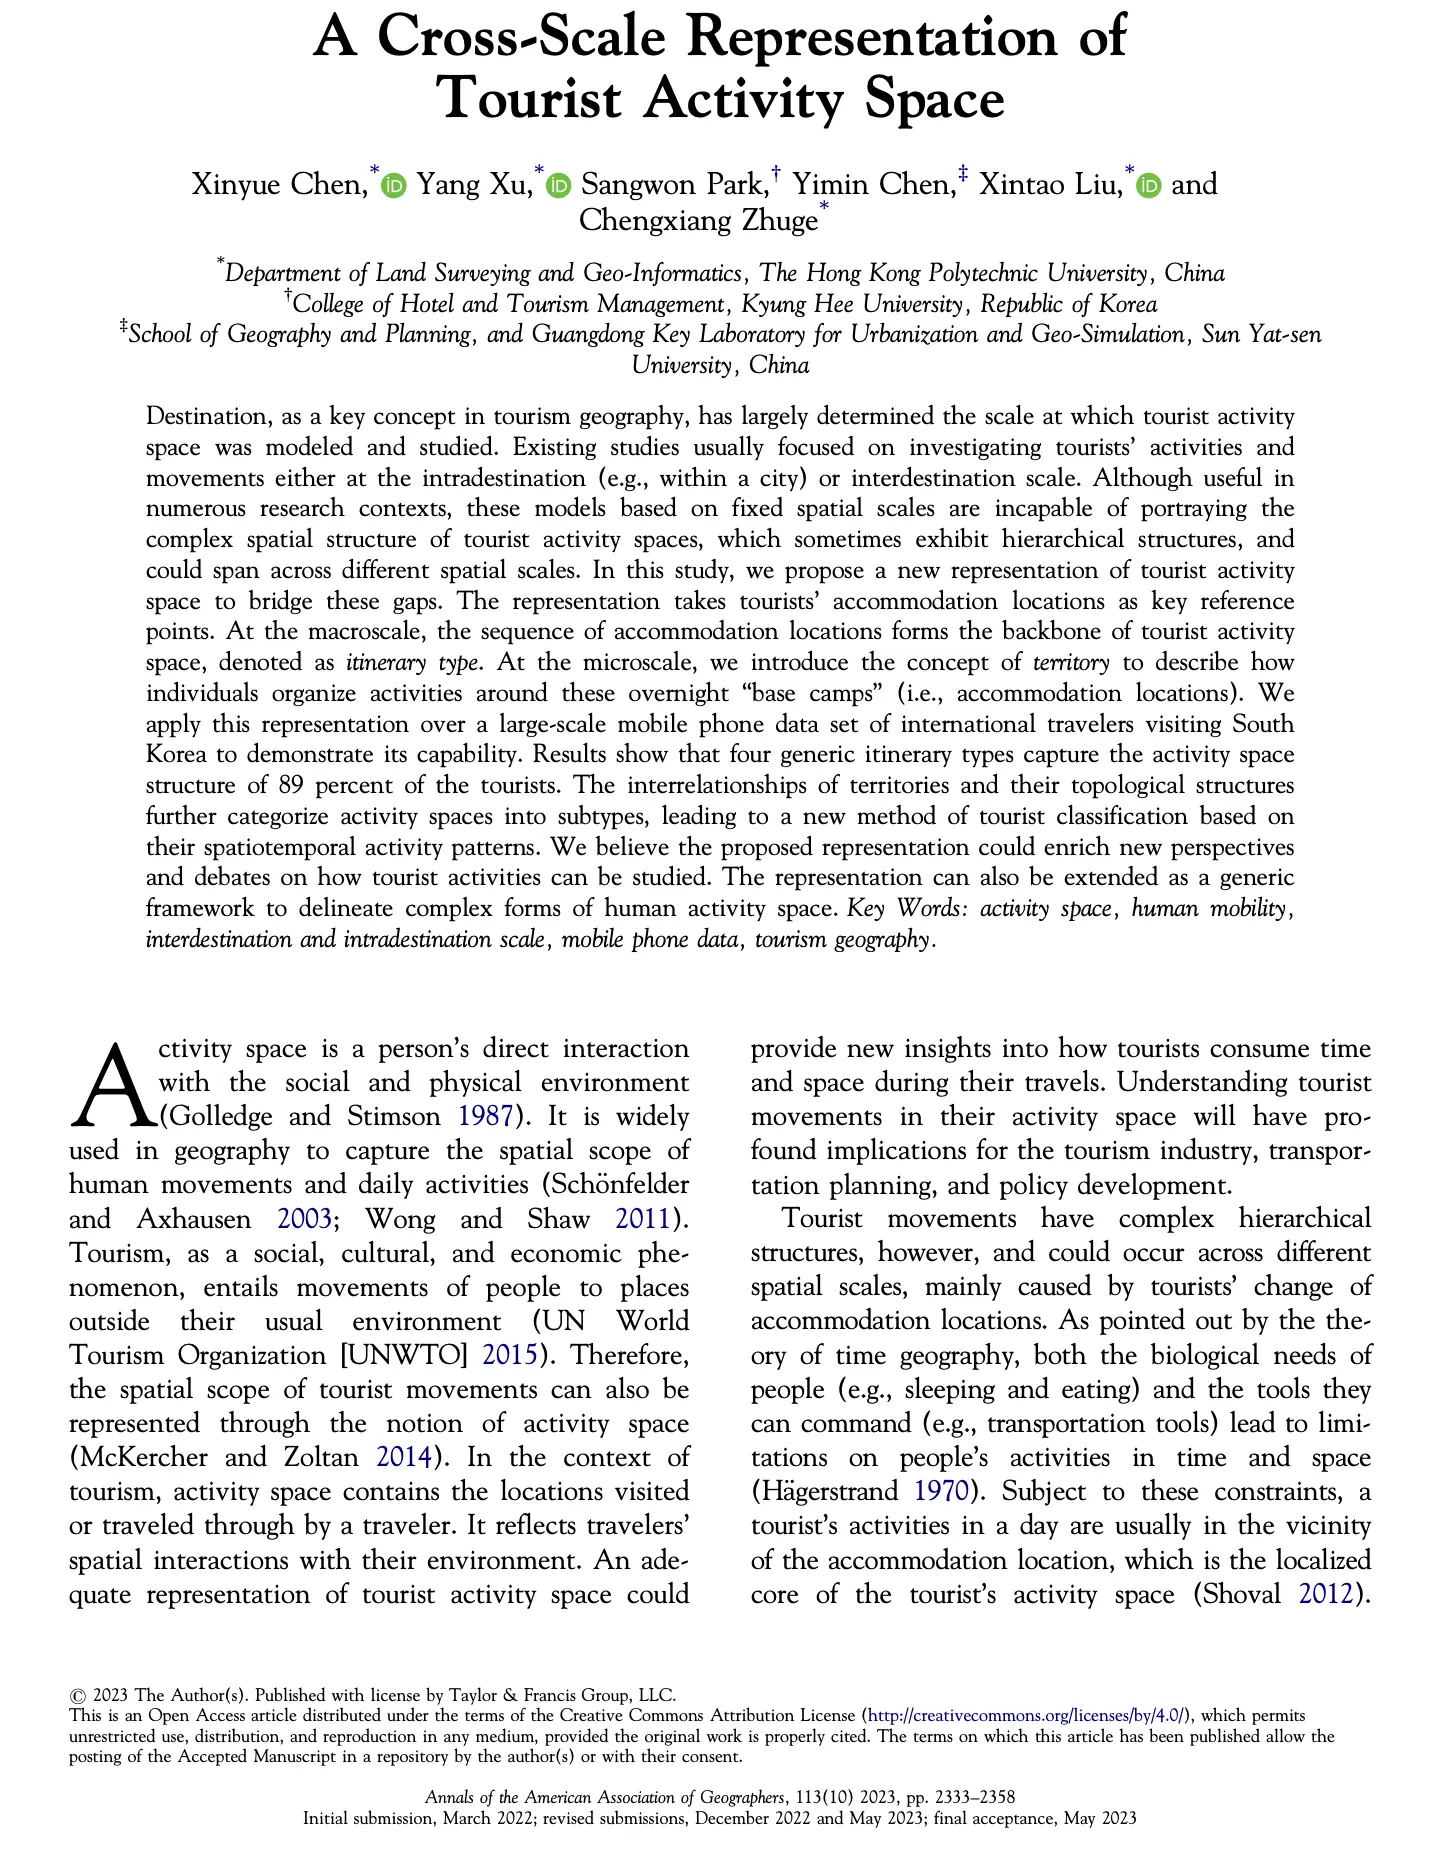 A Cross-Scale Representation of
Tourist Activity Space
Xinyue Chen,* iD Yang Xu,* iD Sangwon Park,† Yimin Chen,‡ Xintao Liu,* iD and
Chengxiang Zhuge*
*Department of Land Surveying and Geo-Informatics, The Hong Kong Polytechnic University, China
†College of Hotel and Tourism Management, Kyung Hee University, Republic of Korea
‡School of Geography and Planning, and Guangdong Key Laboratory for Urbanization and Geo-Simulation, Sun Yat-sen
University, China
Destination, as a key concept in tourism geography, has largely determined the scale at which tourist activity
space was modeled and studied. Existing studies usually focused on investigating tourists’ activities and
movements either at the intradestination (e.g., within a city) or interdestination scale. Although useful in
numerous research contexts, these models based on fixed spatial scales are incapable of portraying the
complex spatial structure of tourist activity spaces, which sometimes exhibit hierarchical structures, and
could span across different spatial scales. In this study, we propose a new representation of tourist activity
space to bridge these gaps. The representation takes tourists’ accommodation locations as key reference
points. At the macroscale, the sequence of accommodation locations forms the backbone of tourist activity
space, denoted as itinerary type. At the microscale, we introduce the concept of territory to describe how
individuals organize activities around these overnight “base camps” (i.e., accommodation locations). We
apply this representation over a large-scale mobile phone data set of international travelers visiting South
Korea to demonstrate its capability. Results show that four generic itinerary types capture the activity space
structure of 89 percent of the tourists. The interrelationships of territories and their topological structures
further categorize activity spaces into subtypes, leading to a new method of tourist classification based on
their spatiotemporal activity patterns. We believe the proposed representation could enrich new perspectives
and debates on how tourist activities can be studied. The representation can also be extended as a generic
framework to delineate complex forms of human activity space. Key Words: activity space, human mobility,
interdestination and intradestination scale, mobile phone data, tourism geography.
Activity space is a person’s direct interaction
with the social and physical environment
(Golledge and Stimson 1987). It is widely
used in geography to capture the spatial scope of
human movements and daily activities (Schönfelder
and Axhausen 2003; Wong and Shaw 2011).
Tourism, as a social, cultural, and economic phe-
nomenon, entails movements of people to places
outside their usual environment (UN World
Tourism Organization [UNWTO] 2015). Therefore,
the spatial scope of tourist movements can also be
represented through the notion of activity space
(McKercher and Zoltan 2014). In the context of
tourism, activity space contains the locations visited
or traveled through by a traveler. It reflects travelers’
spatial interactions with their environment. An ade-
quate representation of tourist activity space could
provide new insights into how tourists consume time
and space during their travels. Understanding tourist
movements in their activity space will have pro-
found implications for the tourism industry, transpor-
tation planning, and policy development.
Tourist movements have complex hierarchical
structures, however, and could occur across different
spatial scales, mainly caused by tourists’ change of
accommodation locations. As pointed out by the the-
ory of time geography, both the biological needs of
people (e.g., sleeping and eating) and the tools they
can command (e.g., transportation tools) lead to limi-
tations on people’s activities in time and space
(Hägerstrand 1970). Subject to these constraints, a
tourist’s activities in a day are usually in the vicinity
of the accommodation location, which is the localized
core of the tourist’s activity space (Shoval 2012).
© 2023 The Author(s). Published with license by Taylor & Francis Group, LLC.
This is an Open Access article distributed under the terms of the Creative Commons Attribution License (http://creativecommons.org/licenses/by/4.0/), which permits
unrestricted use, distribution, and reproduction in any medium, provided the original work is properly cited. The terms on which this article has been published allow the
posting of the Accepted Manuscript in a repository by the author(s) or with their consent.
Annals of the American Association of Geographers, 113(10) 2023, pp. 2333–2358
Initial submission, March 2022; revised submissions, December 2022 and May 2023; final acceptance, May 2023